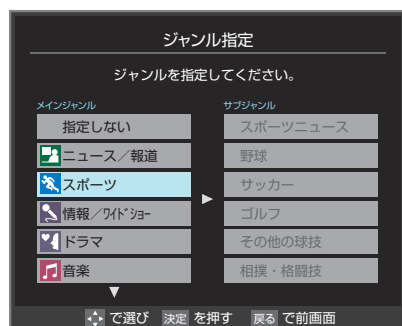 ジャンル指定
ジャンルを指定してください。
メインジャンル
指定しない
ニュース／報道
スポーツ
情報／ワイドショー
ドラマ
音楽
サブジャンル
スポーツニュース
野球
サッカー
ゴルフ
その他の球技
相撲・格闘技
で選び 決定 を押す 戻る で前画面